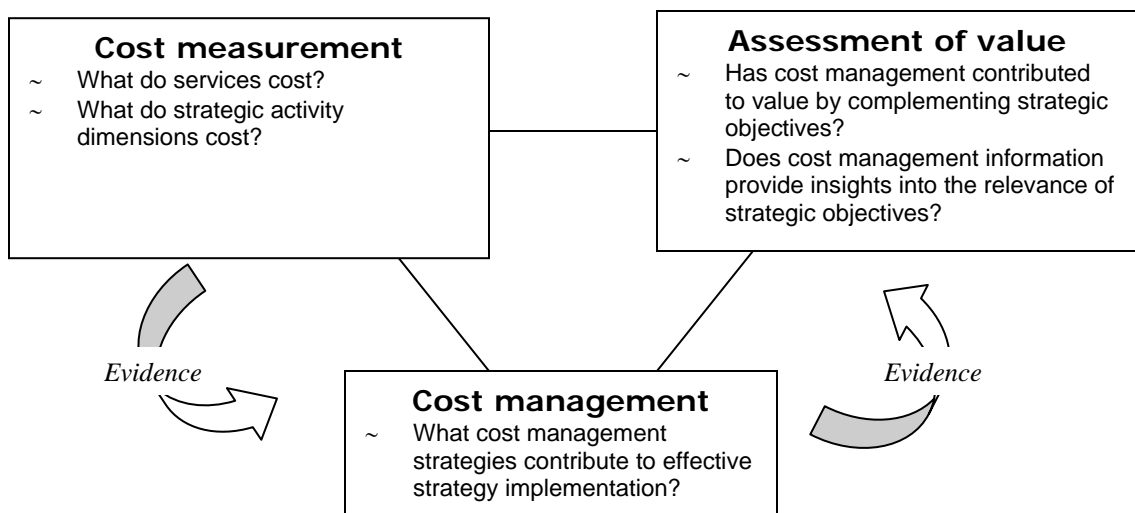 Cost measurement
~ What do services cost?
~ What do strategic activity
dimensions cost?
Assessment of value
~ Has cost management contributed
to value by complementing strategic
objectives?
~ Does cost management information
provide insights into the relevance of
strategic objectives?
Evidence
Evidence
Cost management
~ What cost management
strategies contribute to effective
strategy implementation?